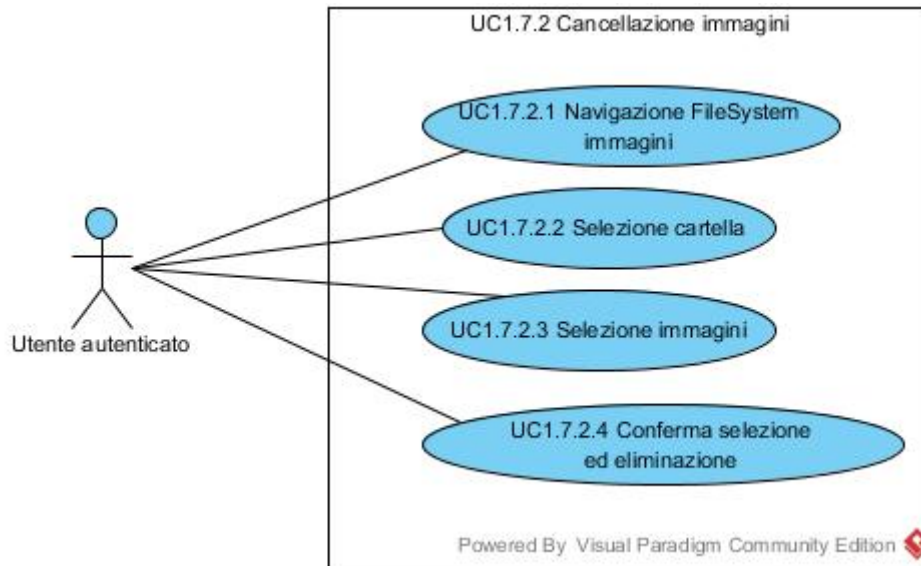 UC1.7.2 Cancellazione immagini
UC1.7.2.1 Navigazione FileSystem
immagini
UC1.7.2.2 Selezione cartella
UC1.7.2.3 Selezione immagini
Utente autenticato
UC1.7.2.4 Conferma selezione
ed eliminazione
Powered By Visual Paradigm Community Edition